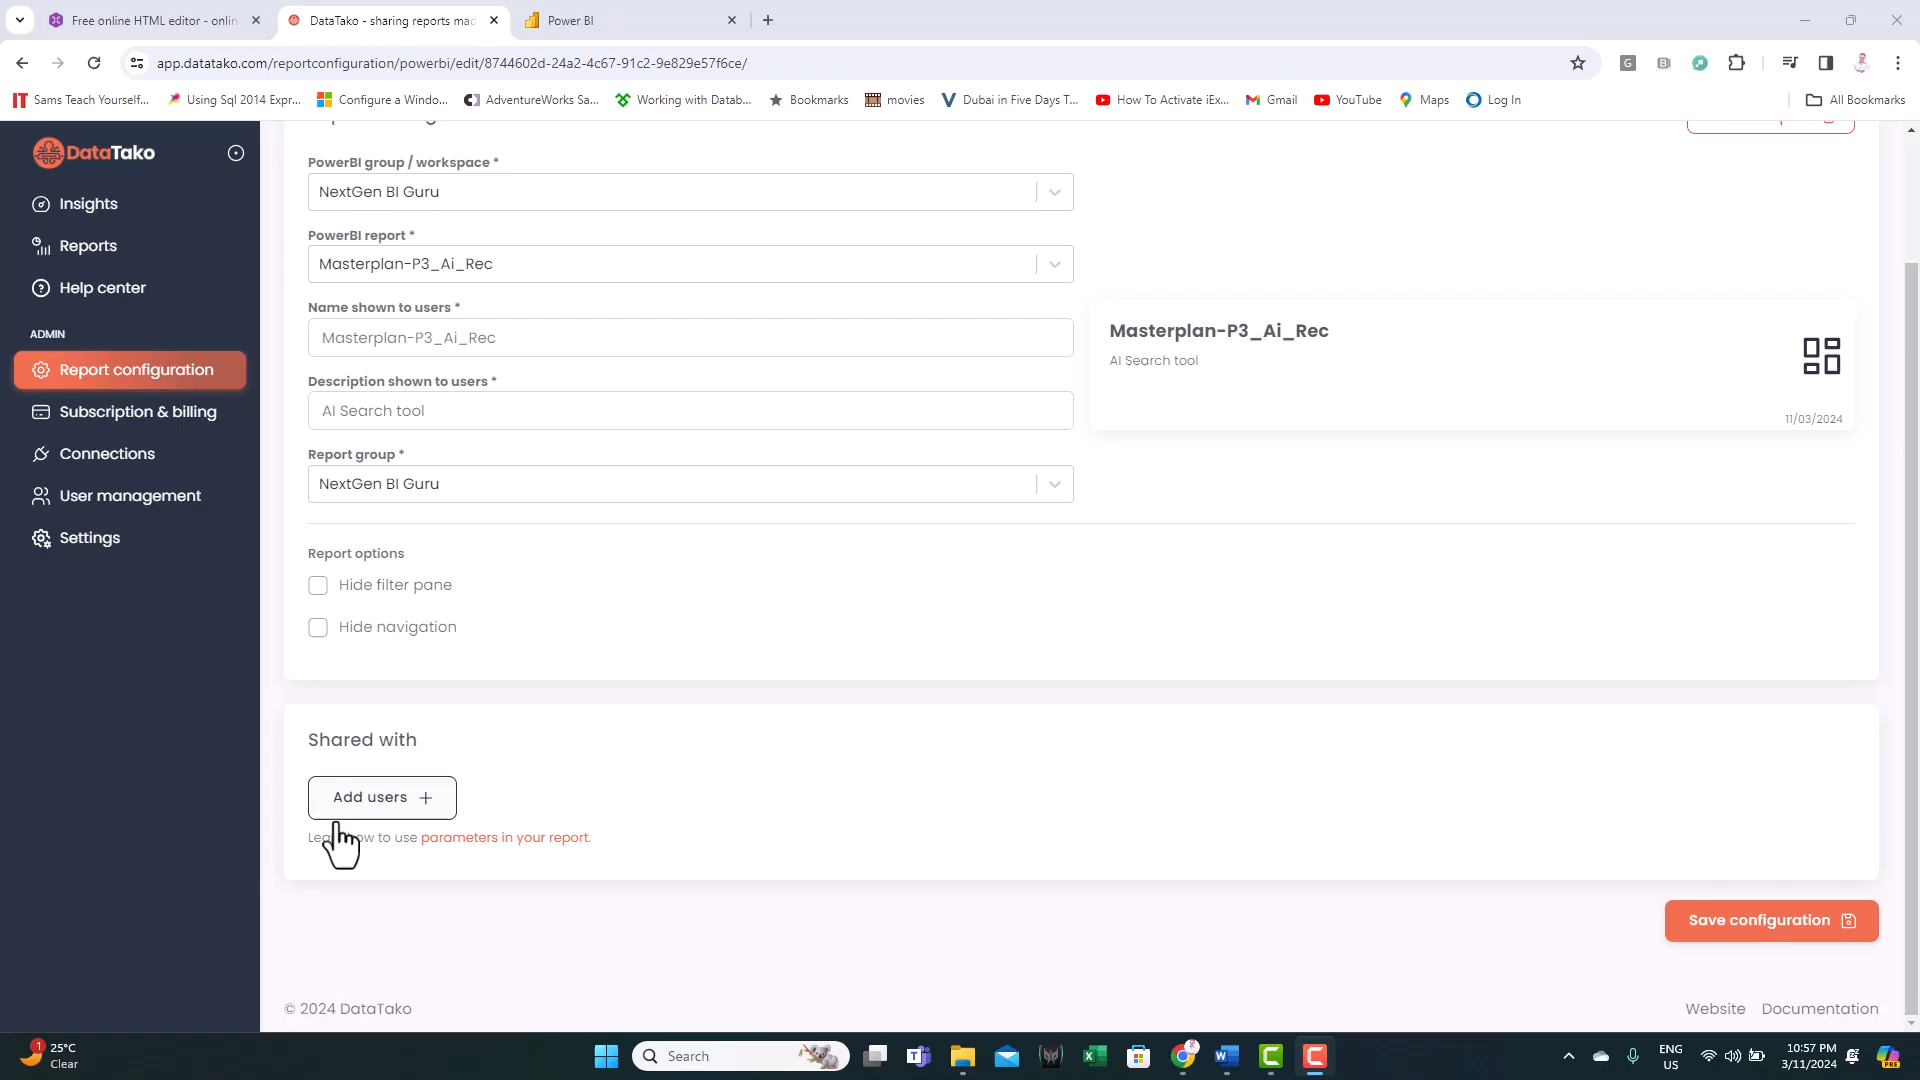 Free online HTML editor - onlin
DataTako - sharing reports mad
Power BI
app.datatako.com/reportconfiguration/powerbi/edit/8744602d-24a2-4c67-91c2-9e829e57f6ce/
Sams Teach Yourself...
Using Sql 2014 Expr...
Configure a Windo...
AdventureWorks Sa...
Working with Datab...
Bookmarks
movies
Dubai in Five Days T...
How To Activate iEx...
Gmail
YouTube
Maps
Log In
All Bookmarks
DataTako
Insights
Reports
Help center
ADMIN
Report configuration
Subscription & billing
Connections
User management
Settings
PowerBI group / workspace *
NextGen BI Guru
PowerBI report *
Masterplan-P3_Ai_Rec
Name shown to users *
Masterplan-P3_Ai_Rec
Description shown to users *
AI Search tool
Report group *
NextGen BI Guru
Masterplan-P3_Ai_Rec
AI Search tool
11/03/2024
Report options
Hide filter pane
Hide navigation
Shared with
Add users +
how to use parameters in your report.
Save configuration
© 2024 DataTako
Website
Documentation
1
25°C
Clear
Search
ENG
US
10:57 PM
3/11/2024
PRE